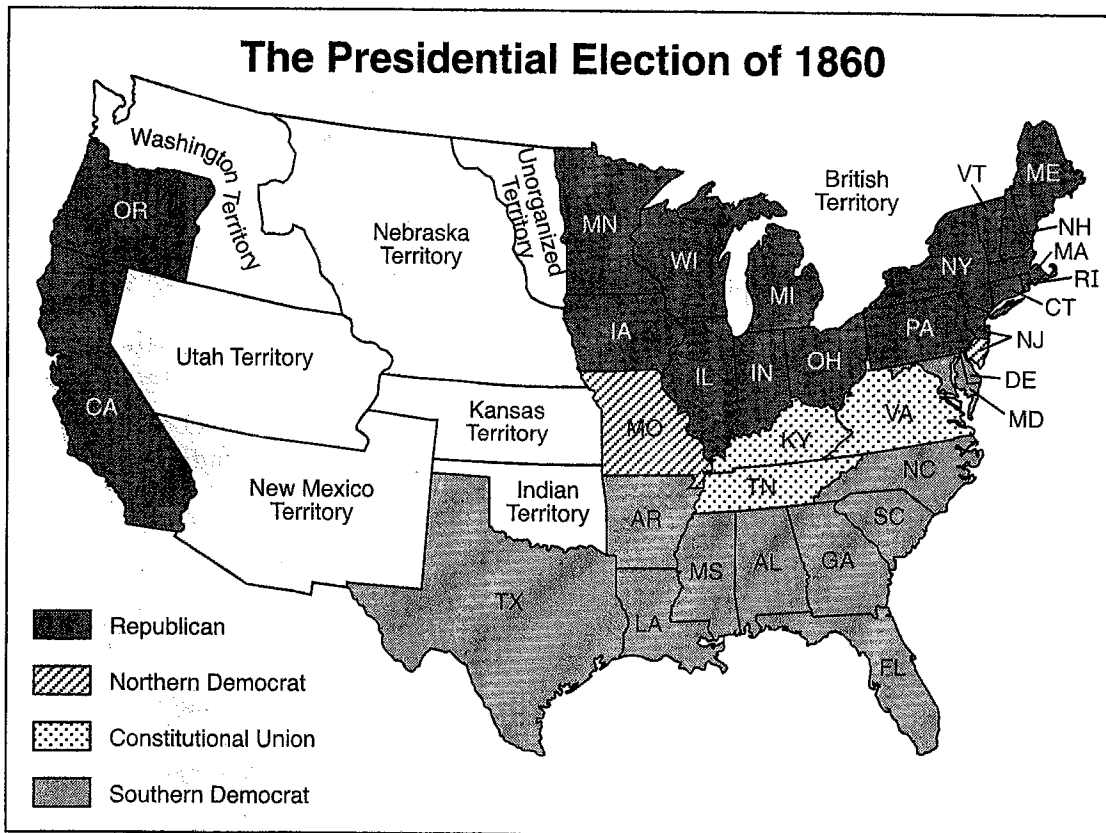 The Presidential Election of 1860
Washington Territory
Unorganized
Territory
British
Territory
VT
ME
OR
MN
Nebraska
Territory
NH
MA
WI
NY
RI
MI
CT
IA
PA
NJ
Utah Territory
IL
IN
OH
DE
CA
Kansas
Territory
MO
KY
VA
MD
New Mexico
Territory
Indian
Territory
TN
NC
AR
SC
MS
AL
GA
TX
LA
FL
Republican
Northern Democrat
Constitutional Union
Southern Democrat